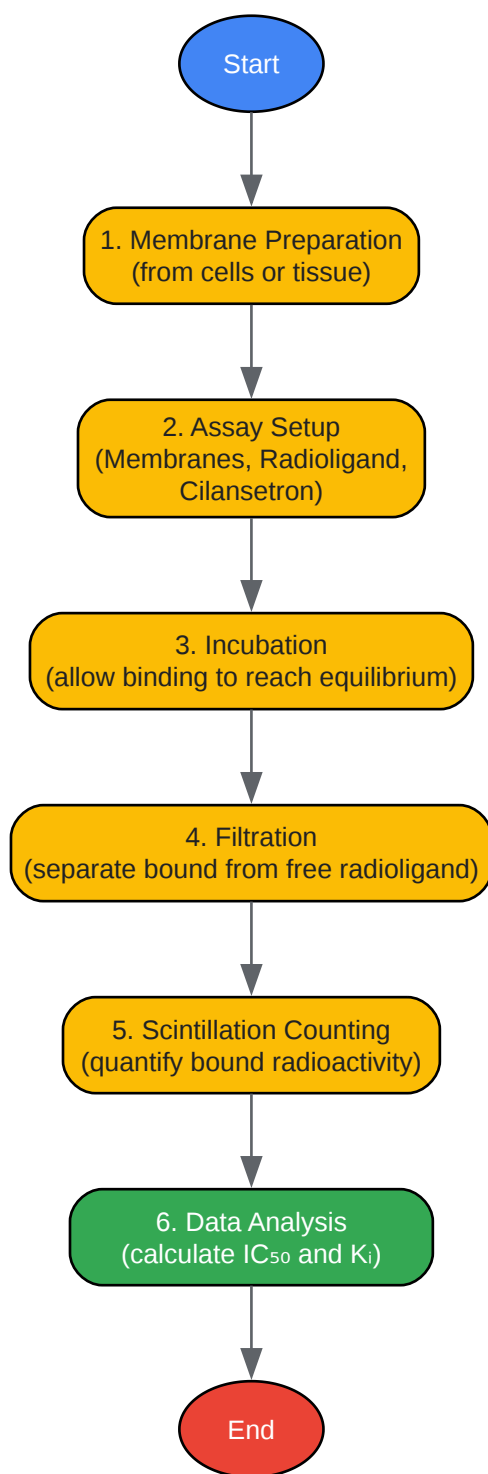 Start
1. Membrane Preparation
(from cells or tissue)
2. Assay Setup
(Membranes, Radioligand,
Cilansetron)
3. Incubation
(allow binding to reach equilibrium)
4. Filtration
(separate bound from free radioligand)
5. Scintillation Counting
(quantify bound radioactivity)
6. Data Analysis
(calculate IC₅₀ and Kᵢ)
End